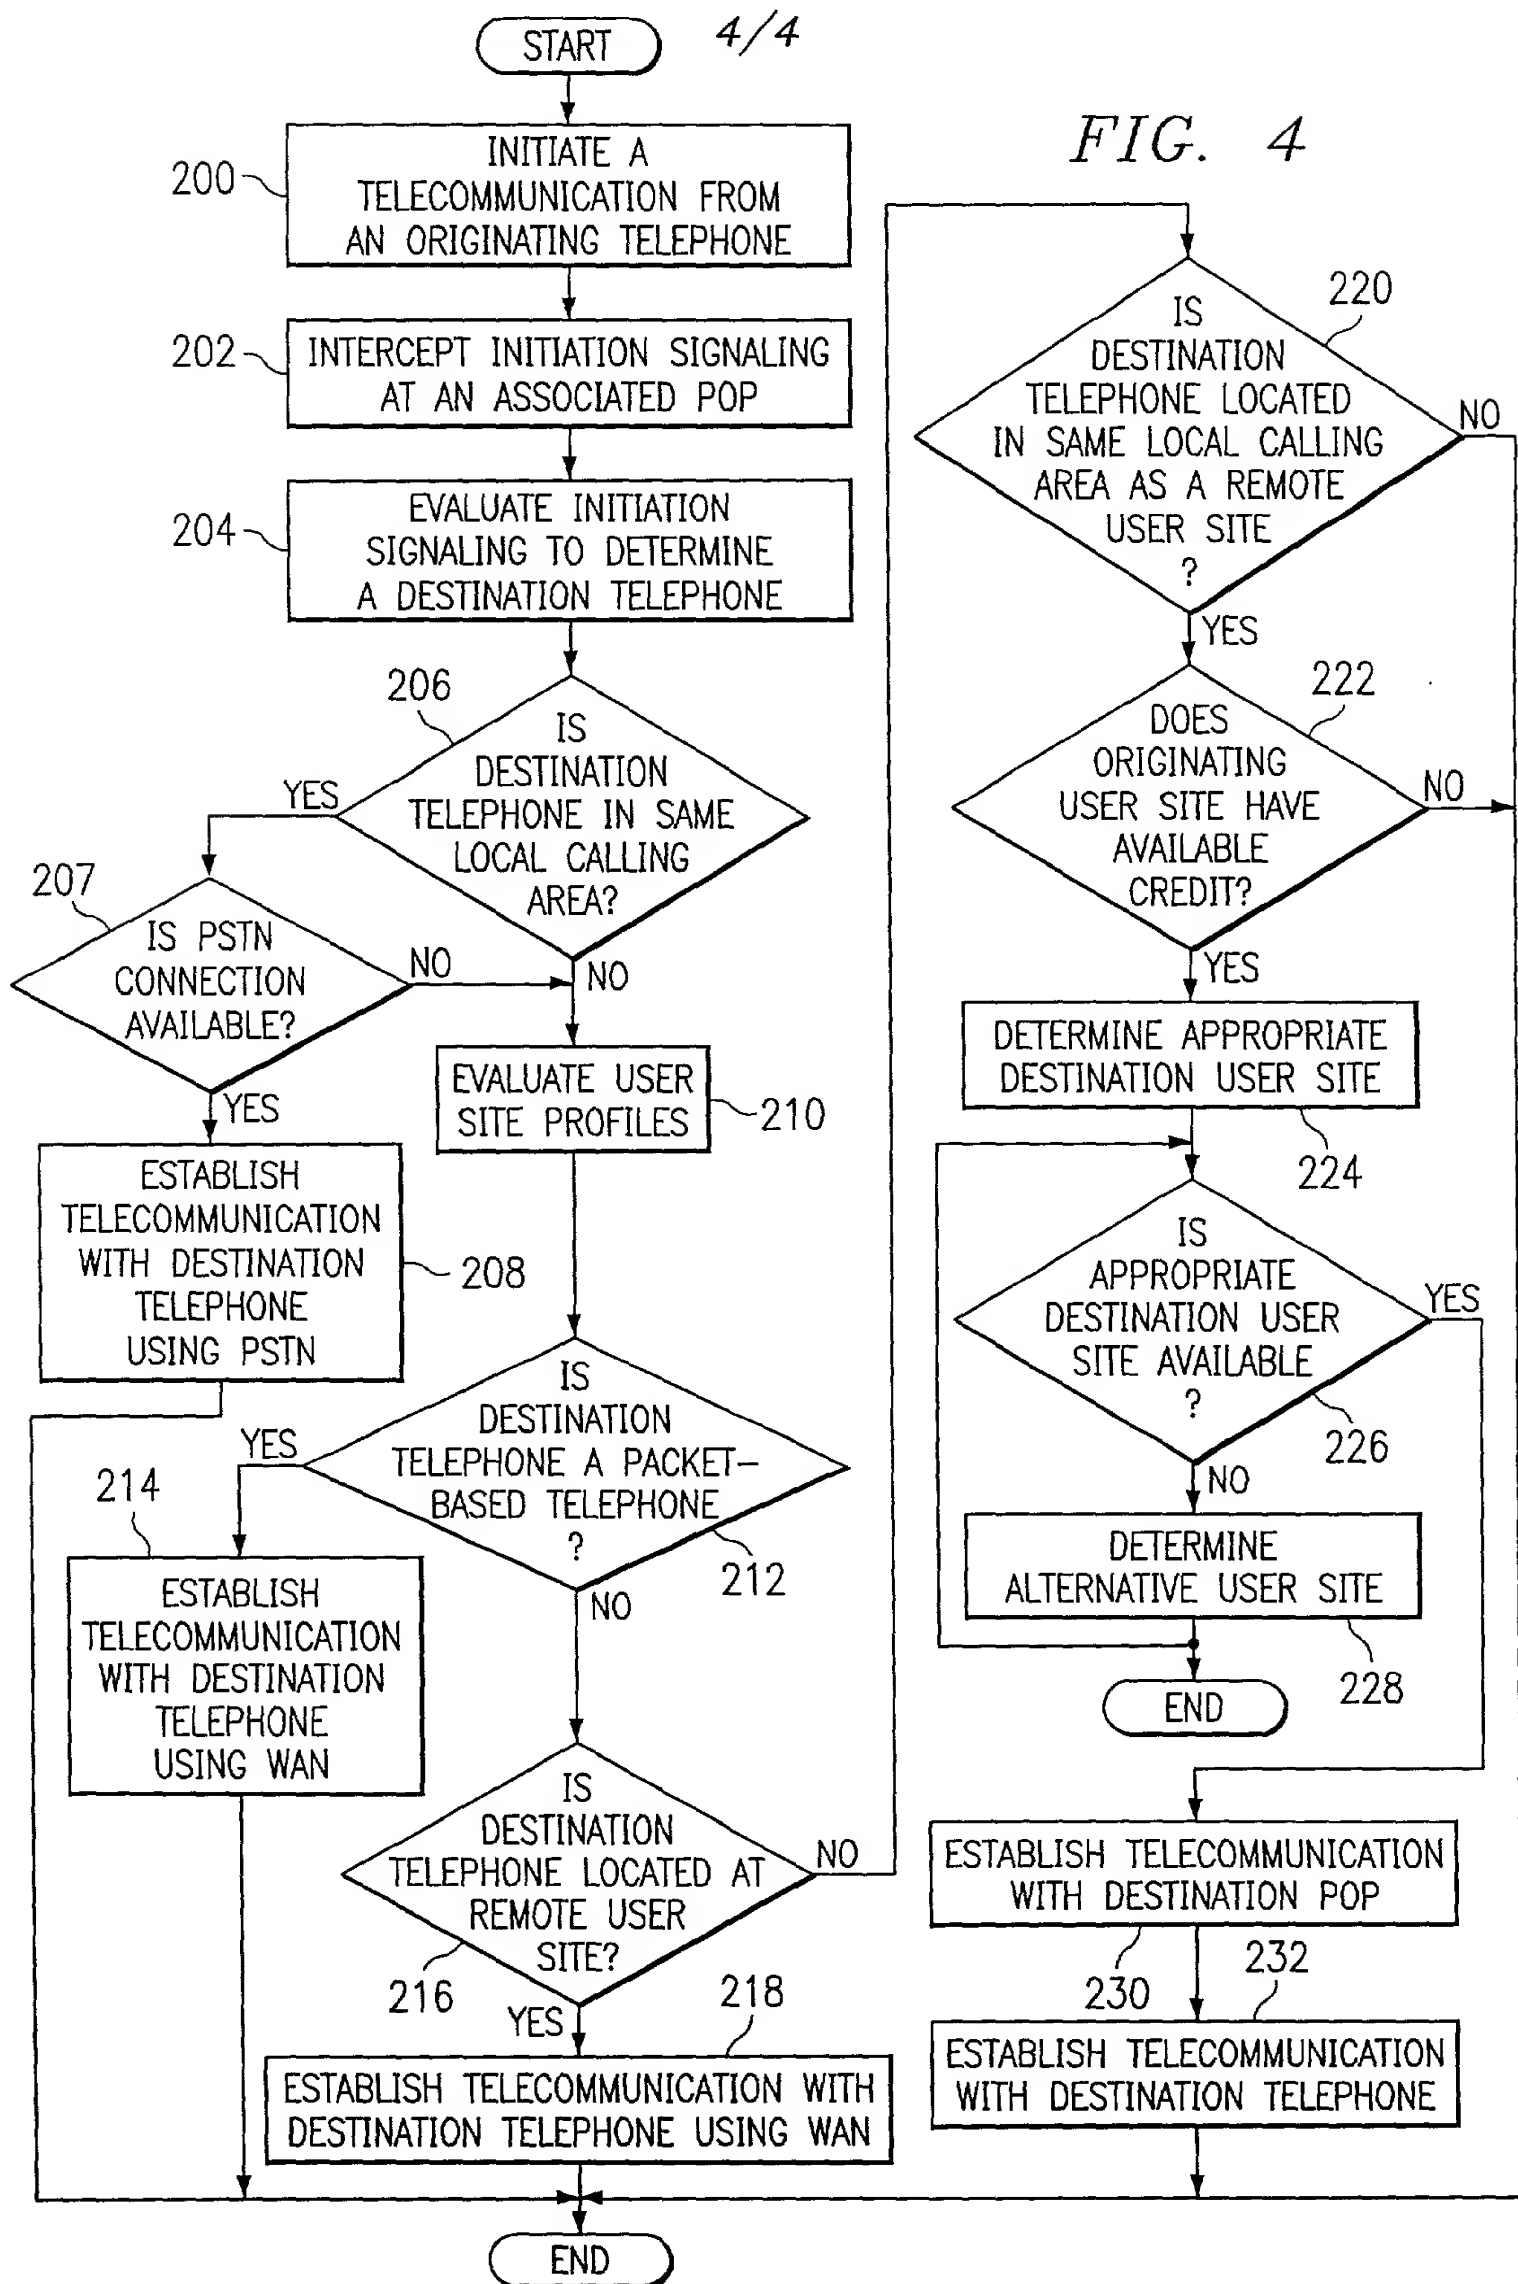 START
4/4
FIG. 4
200
INITIATE A
TELECOMMUNICATION FROM
AN ORIGINATING TELEPHONE
202
INTERCEPT INITIATION SIGNALING
AT AN ASSOCIATED POP
204
EVALUATE INITIATION
SIGNALING TO DETERMINE
A DESTINATION TELEPHONE
206
IS
DESTINATION
TELEPHONE IN SAME
LOCAL CALLING
AREA?
YES
NO
207
IS PSTN
CONNECTION
AVAILABLE?
NO
YES
EVALUATE USER
SITE PROFILES
210
ESTABLISH
TELECOMMUNICATION
WITH DESTINATION
TELEPHONE
USING PSTN
208
IS
DESTINATION
TELEPHONE A PACKET-
BASED TELEPHONE
?
212
YES
NO
214
ESTABLISH
TELECOMMUNICATION
WITH DESTINATION
TELEPHONE
USING WAN
IS
DESTINATION
TELEPHONE LOCATED AT
REMOTE USER
SITE?
216
NO
YES
218
ESTABLISH TELECOMMUNICATION WITH
DESTINATION TELEPHONE USING WAN
END
220
IS
DESTINATION
TELEPHONE LOCATED
IN SAME LOCAL CALLING
AREA AS A REMOTE
USER SITE
?
NO
YES
222
DOES
ORIGINATING
USER SITE HAVE
AVAILABLE
CREDIT?
NO
YES
DETERMINE APPROPRIATE
DESTINATION USER SITE
224
IS
APPROPRIATE
DESTINATION USER
SITE AVAILABLE
?
YES
226
NO
DETERMINE
ALTERNATIVE USER SITE
228
END
ESTABLISH TELECOMMUNICATION
WITH DESTINATION POP
230
232
ESTABLISH TELECOMMUNICATION
WITH DESTINATION TELEPHONE